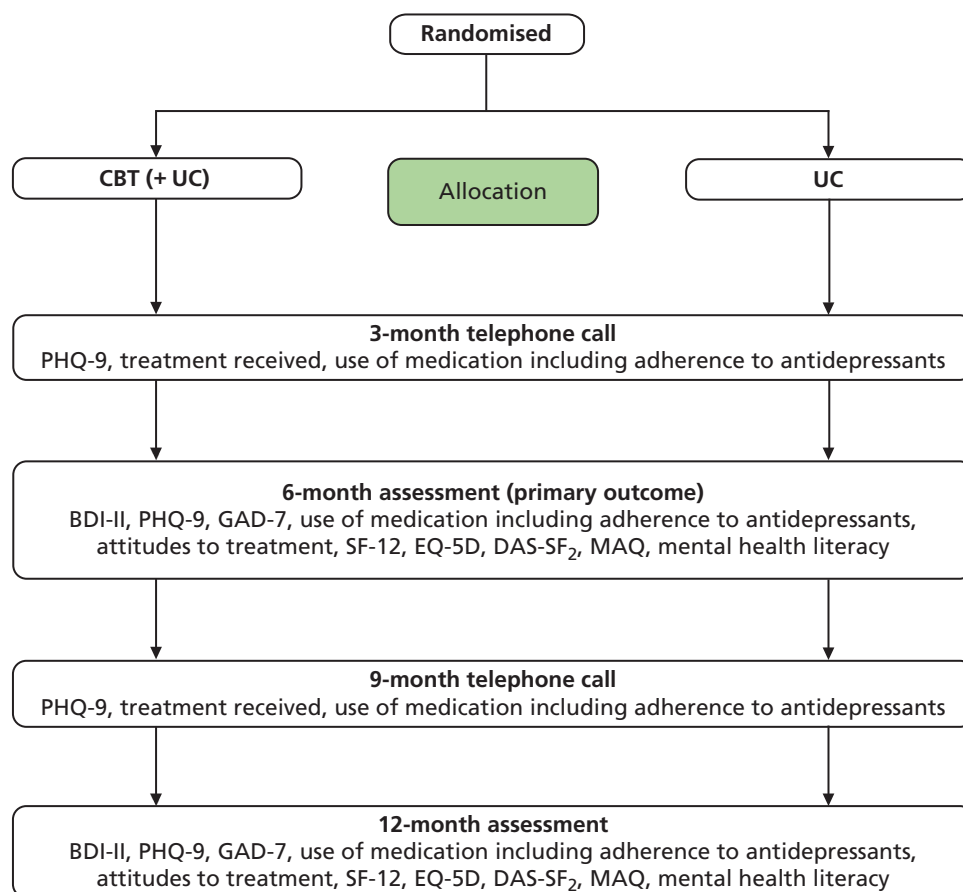 Randomised
CBT (+ UC)
Allocation
UC
3-month telephone call
PHQ-9, treatment received, use of medication including adherence to antidepressants
6-month assessment (primary outcome)
BDI-II, PHQ-9, GAD-7, use of medication including adherence to antidepressants,
attitudes to treatment, SF-12, EQ-5D, DAS-SF₂, MAQ, mental health literacy
9-month telephone call
PHQ-9, treatment received, use of medication including adherence to antidepressants
12-month assessment
BDI-II, PHQ-9, GAD-7, use of medication including adherence to antidepressants,
attitudes to treatment, SF-12, EQ-5D, DAS-SF₂, MAQ, mental health literacy